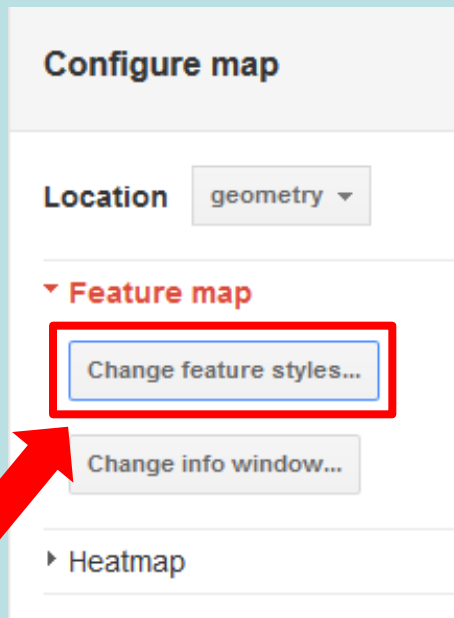 Configure map
Location geometry
Feature map
Change feature styles...
Change info window...
Heatmap